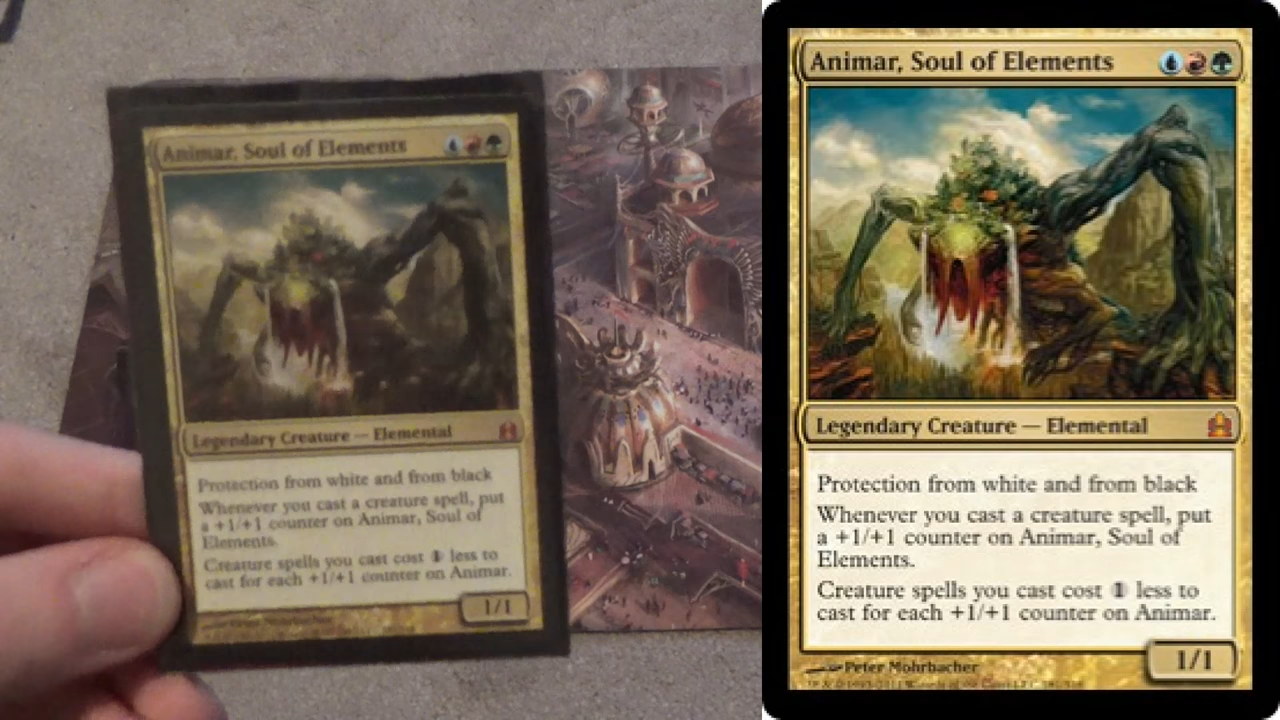 Animar, Soul of Elements
Legendary Creature — Elemental
Protection from white and from black
Whenever you cast a creature spell, put
a +1/+1 counter on Animar, Soul of
Elements.
Creature spells you cast cost 1 less to
cast for each +1/+1 counter on Animar.
1/1
Animar, Soul of Elements
Legendary Creature — Elemental
Protection from white and from black
Whenever you cast a creature spell, put
a +1/+1 counter on Animar, Soul of
Elements.
Creature spells you cast cost 1 less to
cast for each +1/+1 counter on Animar.
1/1
Peter Mohrbacher